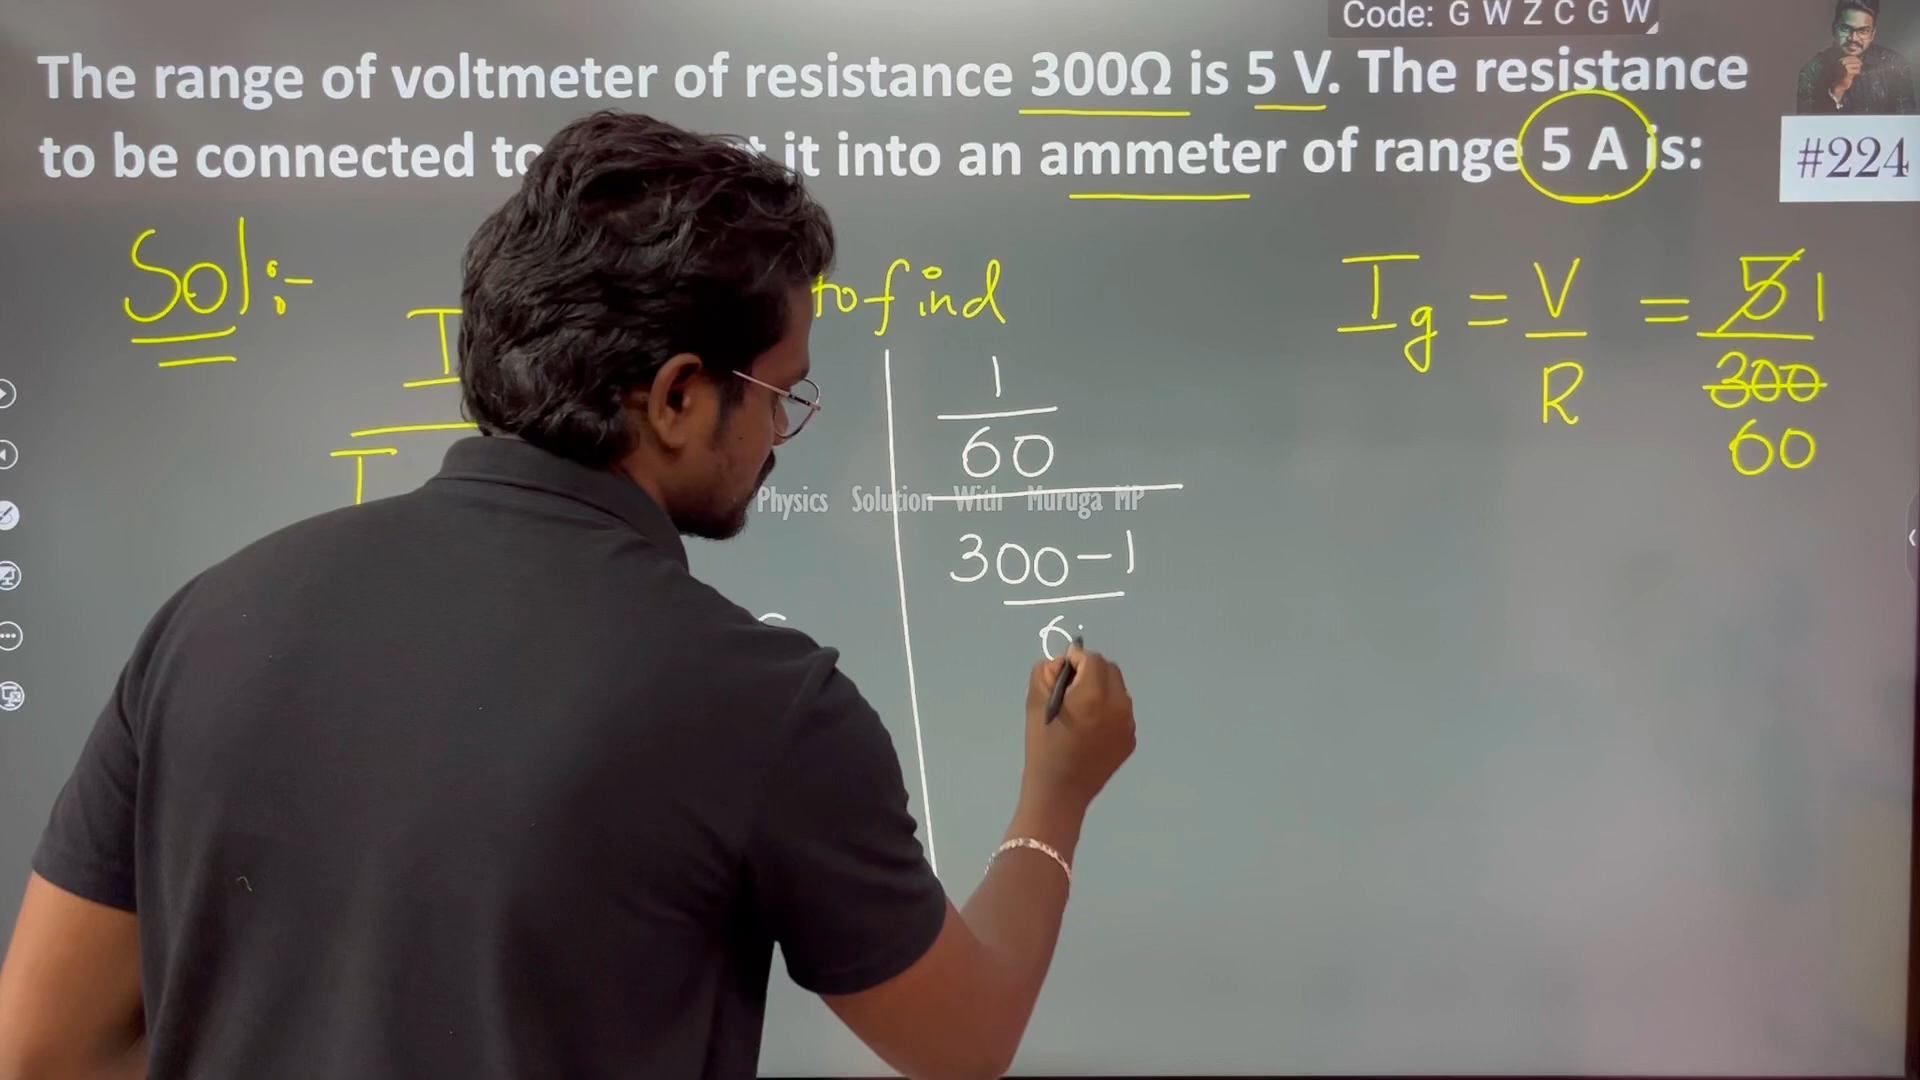 Code: G W Z C G W
The range of voltmeter of resistance 300Ω is 5 V. The resistance
to be connected to it into an ammeter of range 5 A is:
#224
Sol:-
to find
I
I
1
60
300-1
6
Ig = V/R = 5 1 / 300 60
Physics Solution With Muruga MP